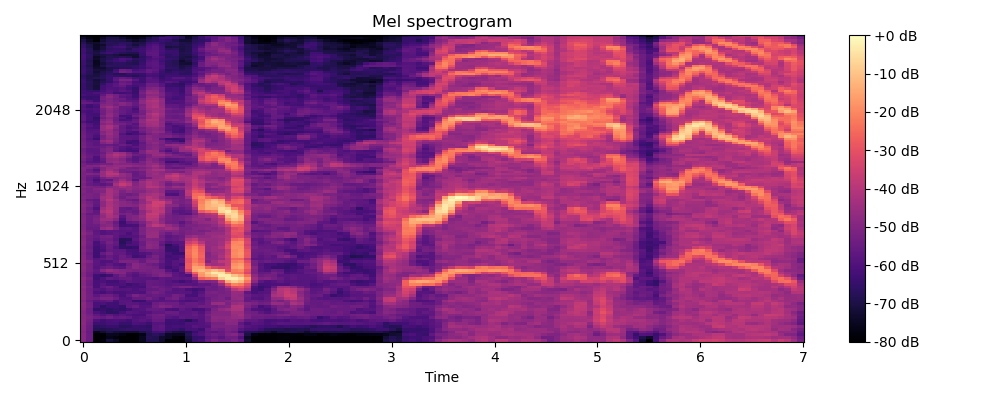 Mel spectrogram
+0 dB
2048
-10 dB
-20 dB
-30 dB
Hz
1024
-40 dB
-50 dB
512
-60 dB
-70 dB
0
-80 dB
0 1 2 3 4 5 6 7
Time